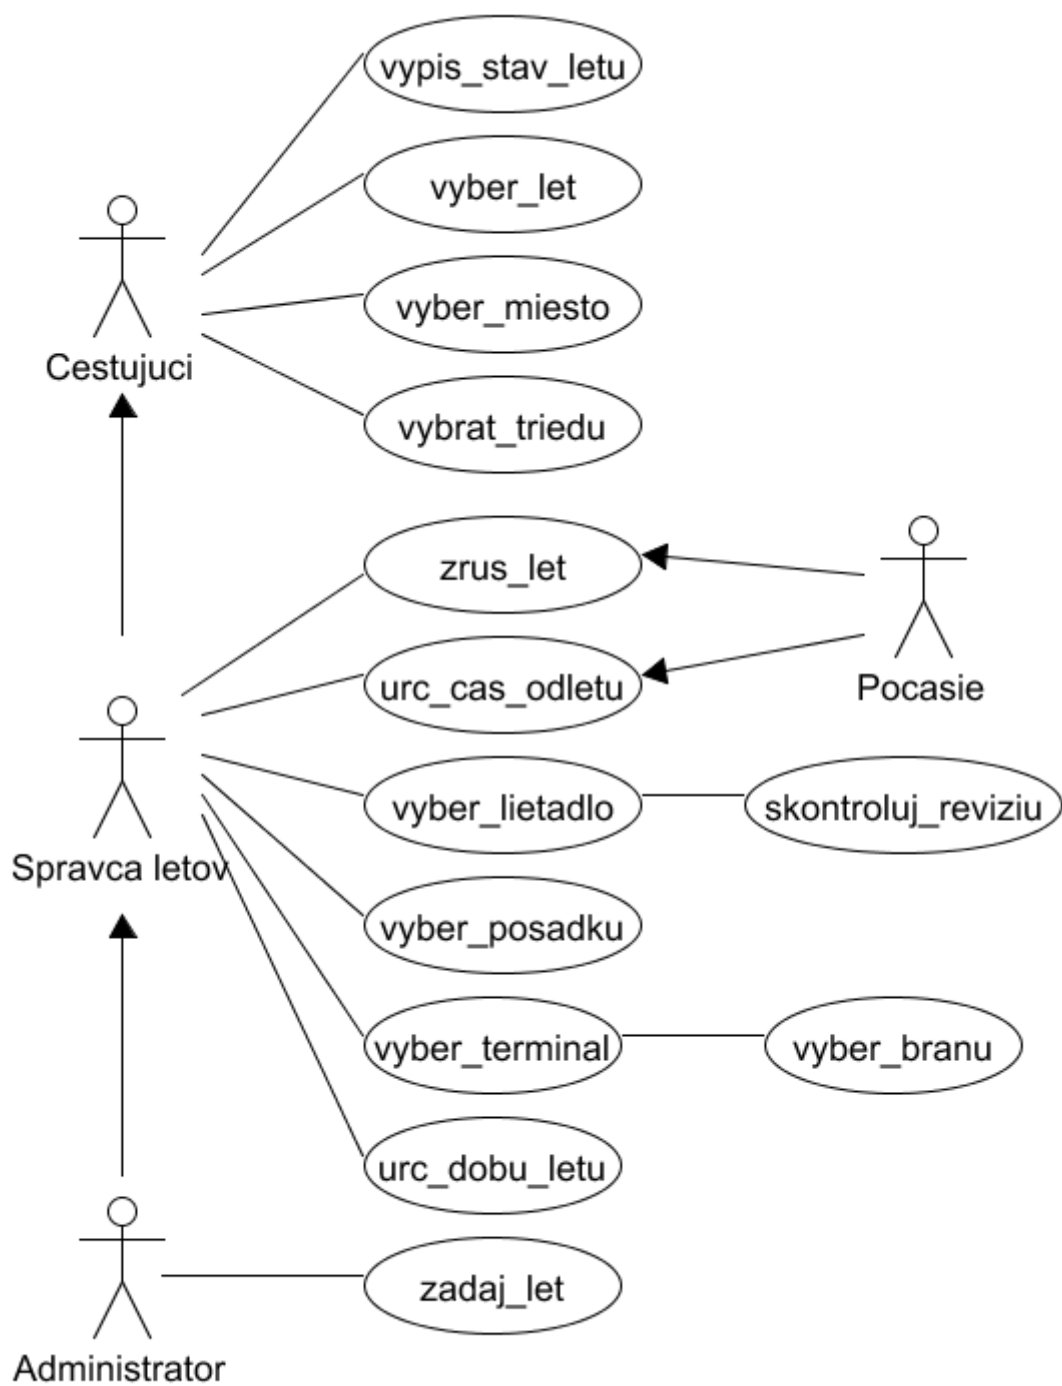 vypis_stav_letu
vyber_let
vyber_miesto
Cestujuci
vybrat_triedu
zrus_let
urc_cas_odletu
Pocasie
vyber_lietadlo
skontroluj_reviziu
Spravca letov
vyber_posadku
vyber_terminal
vyber_branu
urc_dobu_letu
zadaj_let
Administrator